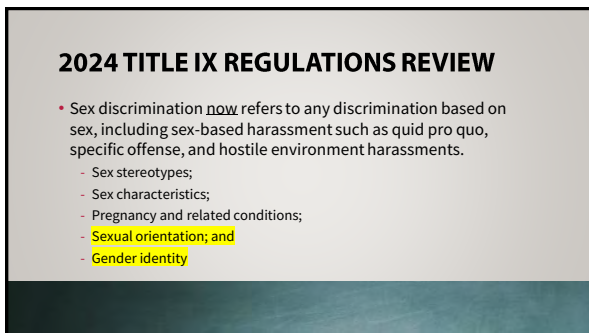 2024 TITLE IX REGULATIONS REVIEW
• Sex discrimination now refers to any discrimination based on
sex, including sex-based harassment such as quid pro quo,
specific offense, and hostile environment harassments.
- Sex stereotypes;
- Sex characteristics;
- Pregnancy and related conditions;
- Sexual orientation; and
- Gender identity